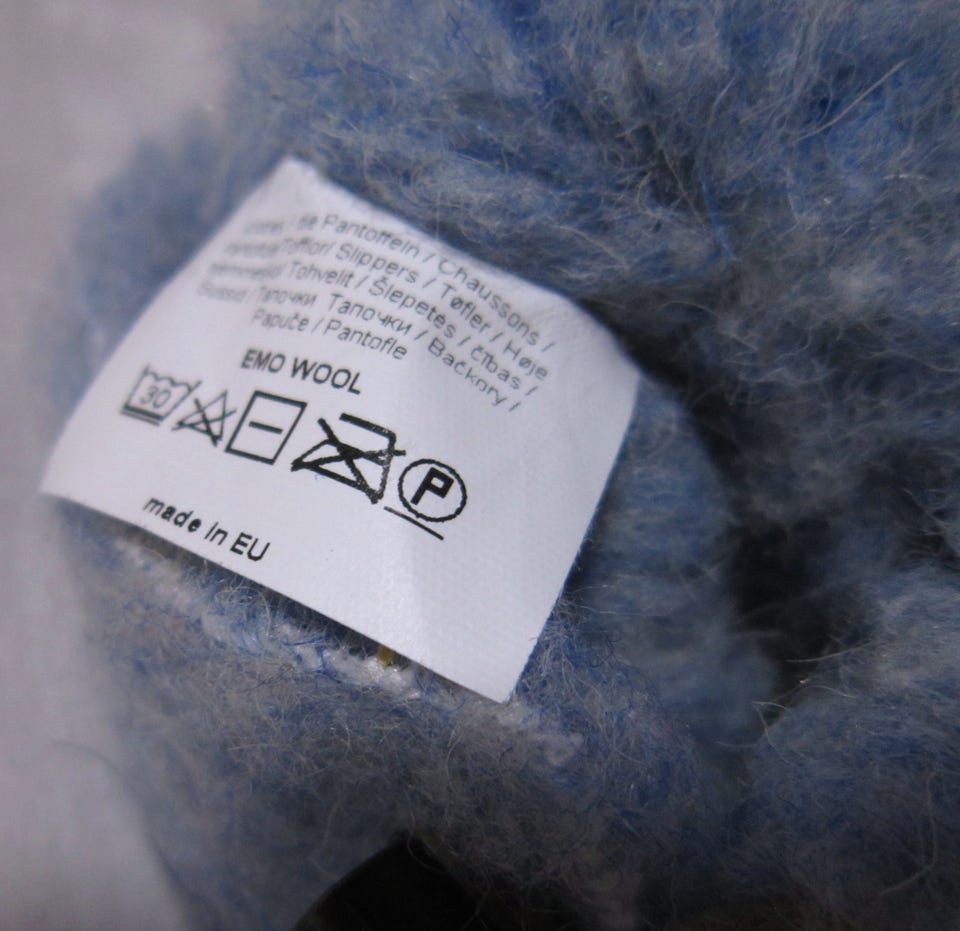 Pantoffeln / Chaussons /
Tofflor/ Slippers / Tøfler / Høje
Tohvelit / Šlepetės / čības /
Тапочки Тапочки / Bačkory /
Papuče / Pantofle
EMO WOOL
30
P
made in EU